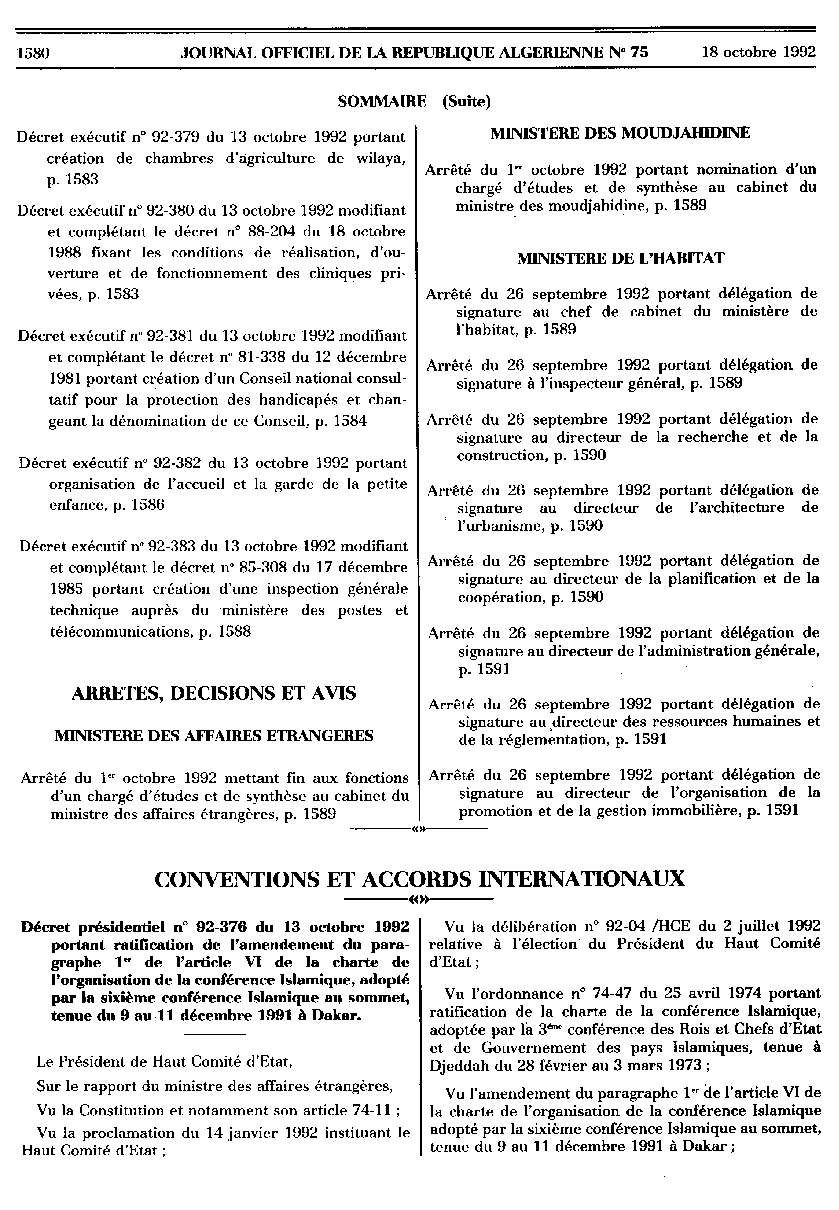 1580 JOURNAL OFFICIEL DE LA REPUBLIQUE ALGERIENNE N° 75 18 octobre 1992
SOMMAIRE (Suite)
Décret exécutif n° 92-379 du 13 octobre 1992 portant
création de chambres d'agriculture de wilaya,
p. 1583
Décret exécutif n° 92-380 du 13 octobre 1992 modifiant
et complétant le décret n° 88-204 du 18 octobre
1988 fixant les conditions de réalisation, d'ou-
verture et de fonctionnement des cliniques pri-
vées, p. 1583
Décret exécutif n° 92-381 du 13 octobre 1992 modifiant
et complétant le décret n° 81-338 du 12 décembre
1981 portant création d'un Conseil national consul-
tatif pour la protection des handicapés et chan-
geant la dénomination de ce Conseil, p. 1584
Décret exécutif n° 92-382 du 13 octobre 1992 portant
organisation de l'accueil et la garde de la petite
enfance, p. 1586
Décret exécutif n° 92-383 du 13 octobre 1992 modifiant
et complétant le décret n° 85-308 du 17 décembre
1985 portant création d'une inspection générale
technique auprès du ministère des postes et
télécommunications, p. 1588
ARRETES, DECISIONS ET AVIS
MINISTERE DES AFFAIRES ETRANGERES
Arrêté du 1er octobre 1992 mettant fin aux fonctions
d'un chargé d'études et de synthèse au cabinet du
ministre des affaires étrangères, p. 1589
MINISTERE DES MOUDJAHIDINE
Arrêté du 1er octobre 1992 portant nomination d'un
chargé d'études et de synthèse au cabinet du
ministre des moudjahidine, p. 1589
MINISTERE DE L'HABITAT
Arrêté du 26 septembre 1992 portant délégation de
signature au chef de cabinet du ministère de
l'habitat, p. 1589
Arrêté du 26 septembre 1992 portant délégation de
signature à l'inspecteur général, p. 1589
Arrêté du 26 septembre 1992 portant délégation de
signature au directeur de la recherche et de la
construction, p. 1590
Arrêté du 26 septembre 1992 portant délégation de
signature au directeur de l'architecture de
l'urbanisme, p. 1590
Arrêté du 26 septembre 1992 portant délégation de
signature au directeur de la planification et de la
coopération, p. 1590
Arrêté du 26 septembre 1992 portant délégation de
signature au directeur de l'administration générale,
p. 1591
Arrêté du 26 septembre 1992 portant délégation de
signature au directeur des ressources humaines et
de la réglementation, p. 1591
Arrêté du 26 septembre 1992 portant délégation de
signature au directeur de l'organisation de la
promotion et de la gestion immobilière, p. 1591
«»
CONVENTIONS ET ACCORDS INTERNATIONAUX
«»
Décret présidentiel n° 92-376 du 13 octobre 1992
portant ratification de l'amendement du para-
graphe 1er de l'article VI de la charte de
l'organisation de la conférence Islamique, adopté
par la sixième conférence Islamique au sommet,
tenue du 9 au 11 décembre 1991 à Dakar.
Le Président de Haut Comité d'Etat,
Sur le rapport du ministre des affaires étrangères,
Vu la Constitution et notamment son article 74-11 ;
Vu la proclamation du 14 janvier 1992 instituant le
Haut Comité d'Etat ;
Vu la délibération n° 92-04 /HCE du 2 juillet 1992
relative à l'élection du Président du Haut Comité
d'Etat ;
Vu l'ordonnance n° 74-47 du 25 avril 1974 portant
ratification de la charte de la conférence Islamique,
adoptée par la 3ème conférence des Rois et Chefs d'Etat
et de Gouvernement des pays Islamiques, tenue à
Djeddah du 28 février au 3 mars 1973 ;
Vu l'amendement du paragraphe 1er de l'article VI de
la charte de l'organisation de la conférence Islamique
adopté par la sixième conférence Islamique au sommet,
tenue du 9 au 11 décembre 1991 à Dakar ;